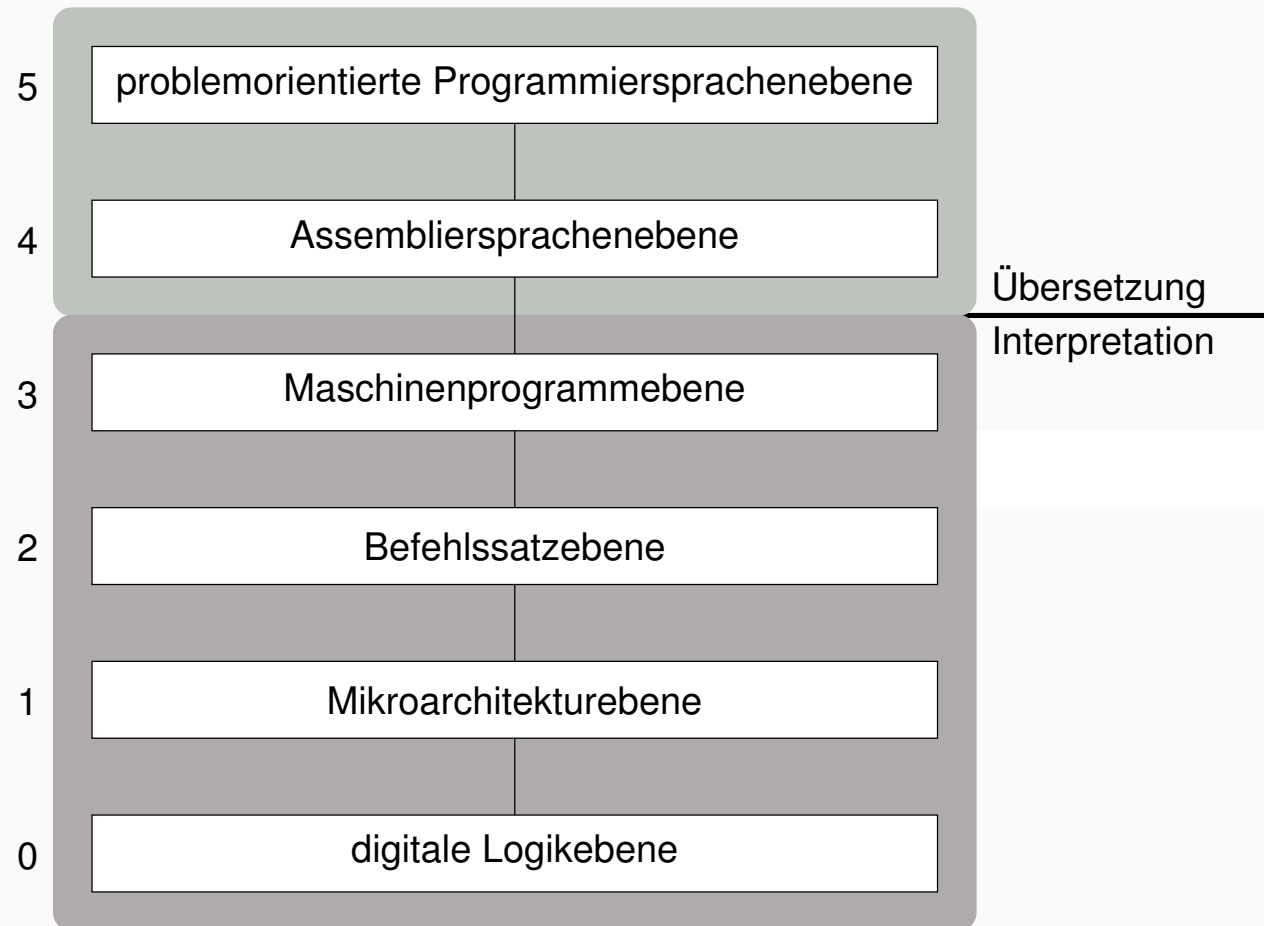 5 problemorientierte Programmiersprachenebene
4 Assembliersprachenebene
Übersetzung
Interpretation
3 Maschinenprogrammebene
2 Befehlssatzebene
1 Mikroarchitekturebene
0 digitale Logikebene